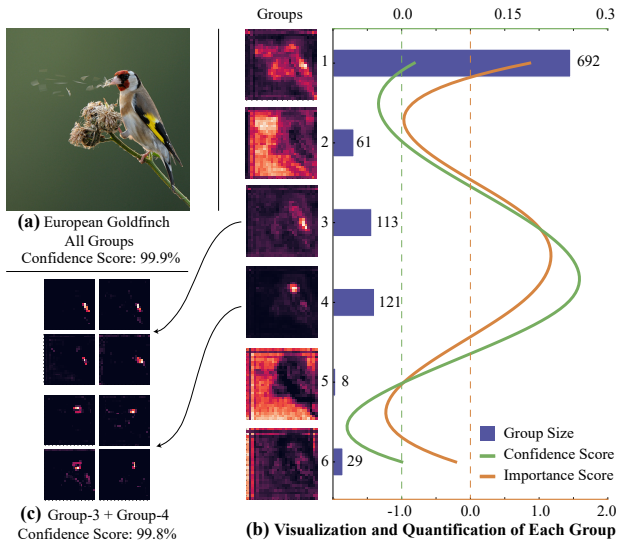 Groups
0.0
0.15
0.3
1
692
2
61
3
113
4
121
5
8
6
29
Group Size
Confidence Score
Importance Score
-1.0
0.0
1.0
2.0
(a) European Goldfinch
All Groups
Confidence Score: 99.9%
(c) Group-3 + Group-4
Confidence Score: 99.8%
(b) Visualization and Quantification of Each Group